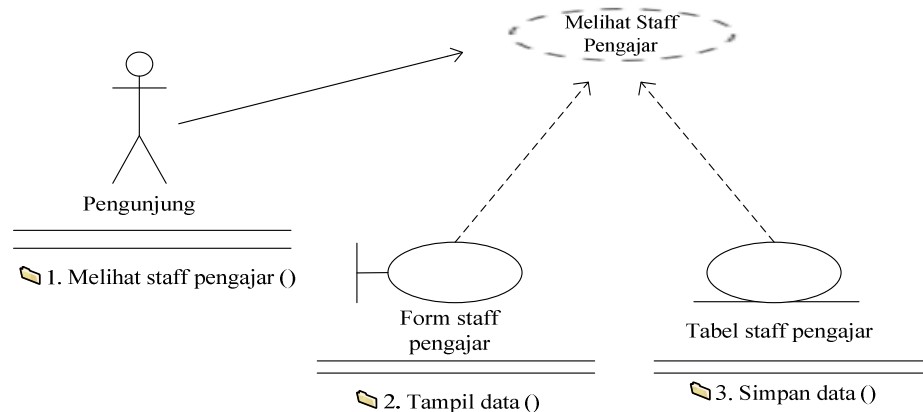 Melihat Staff
Pengajar
Pengunjung
1. Melihat staff pengajar ()
Form staff
pengajar
2. Tampil data ()
Tabel staff pengajar
3. Simpan data ()